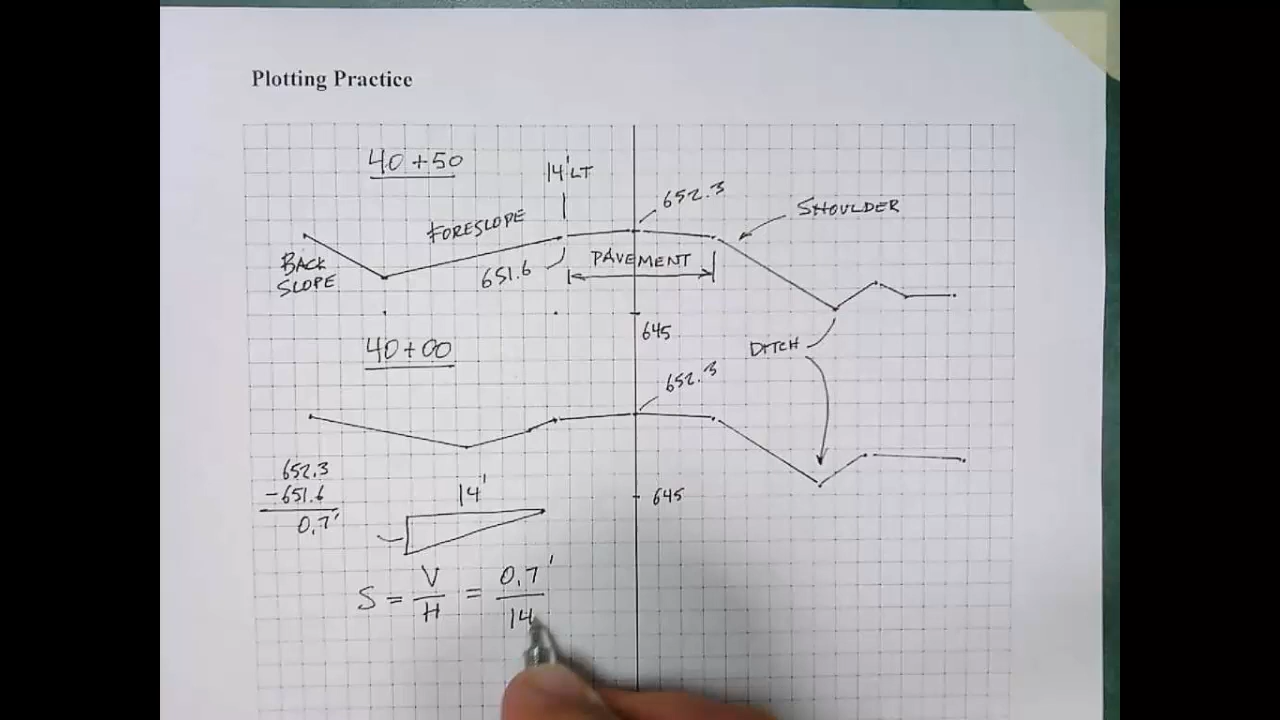 Plotting Practice
40+50
14' LT
652.3
SHOULDER
FORESLOPE
BACK
SLOPE
651.6
PAVEMENT
645
40+00
DITCH
652.3
652.3
-651.6
0.7'
14'
645
S = V/H = 0.7'/14